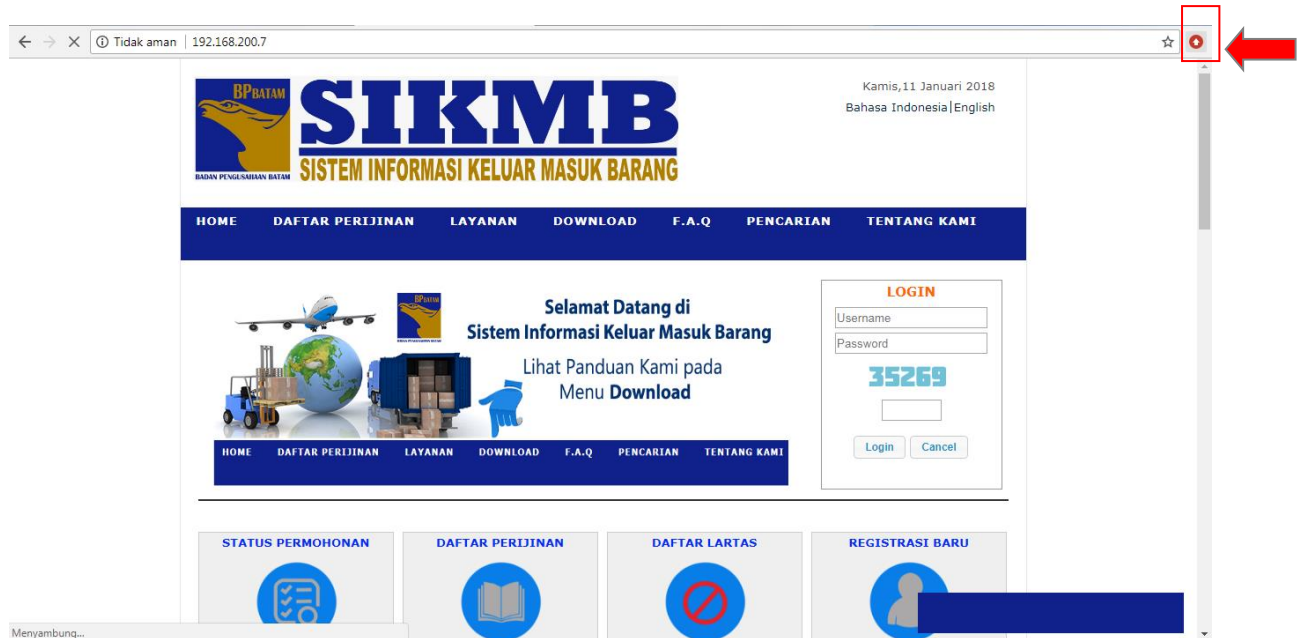 Tidak aman 192.168.200.7
BPBATAM
BADAN PENGUSAHAAN BATAM
SIKMB
SISTEM INFORMASI KELUAR MASUK BARANG
Kamis,11 Januari 2018
Bahasa Indonesia|English
HOME DAFTAR PERIJINAN LAYANAN DOWNLOAD F.A.Q PENCARIAN TENTANG KAMI
BPBATAM
Selamat Datang di
Sistem Informasi Keluar Masuk Barang
Lihat Panduan Kami pada
Menu Download
HOME DAFTAR PERIJINAN LAYANAN DOWNLOAD F.A.Q PENCARIAN TENTANG KAMI
LOGIN
Username
Password
35269
Login Cancel
STATUS PERMOHONAN DAFTAR PERIJINAN DAFTAR LARTAS REGISTRASI BARU
Menyambung...